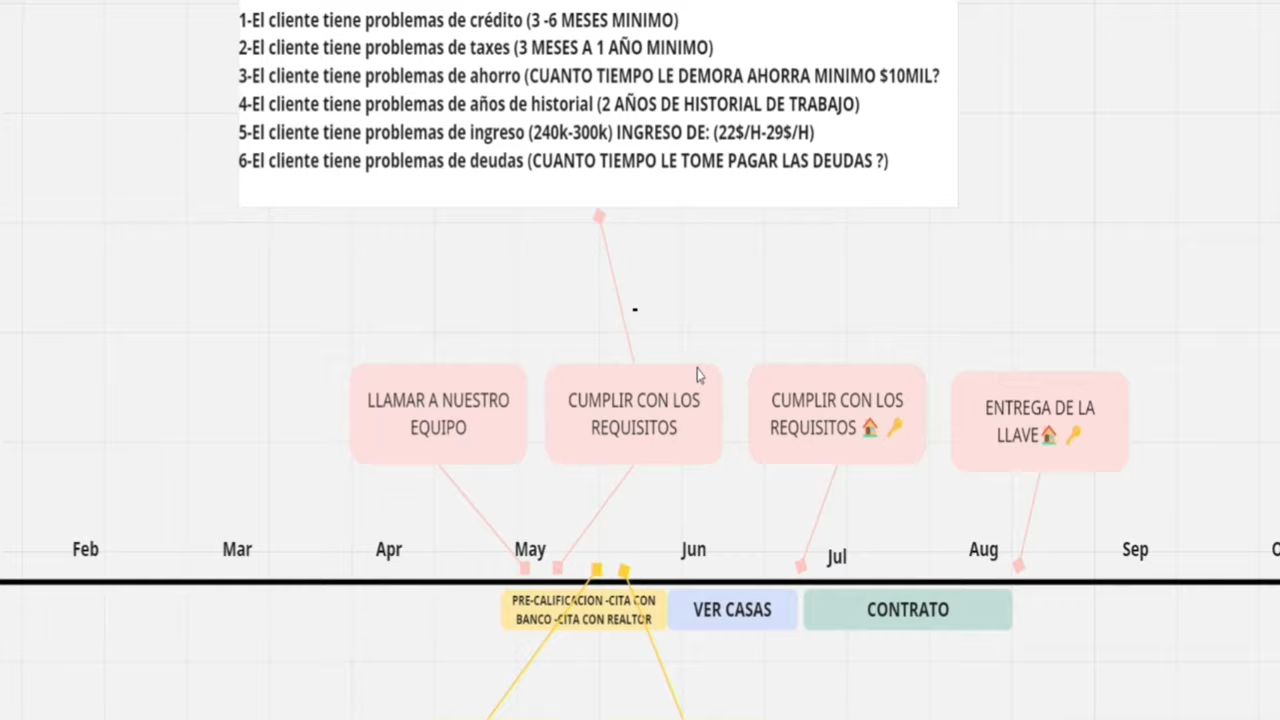 1-El cliente tiene problemas de crédito (3 -6 MESES MINIMO)
2-El cliente tiene problemas de taxes (3 MESES A 1 AÑO MINIMO)
3-El cliente tiene problemas de ahorro (CUANTO TIEMPO LE DEMORA AHORRA MINIMO $10MIL?
4-El cliente tiene problemas de años de historial (2 AÑOS DE HISTORIAL DE TRABAJO)
5-El cliente tiene problemas de ingreso (240k-300k) INGRESO DE: (22$/H-29$/H)
6-El cliente tiene problemas de deudas (CUANTO TIEMPO LE TOME PAGAR LAS DEUDAS ?)
-
LLAMAR A NUESTRO
EQUIPO
CUMPLIR CON LOS
REQUISITOS
CUMPLIR CON LOS
REQUISITOS 🏠 🔑
ENTREGA DE LA
LLAVE🏠 🔑
Feb Mar Apr May Jun Jul Aug Sep
PRE-CALIFICACION -CITA CON
BANCO -CITA CON REALTOR
VER CASAS
CONTRATO